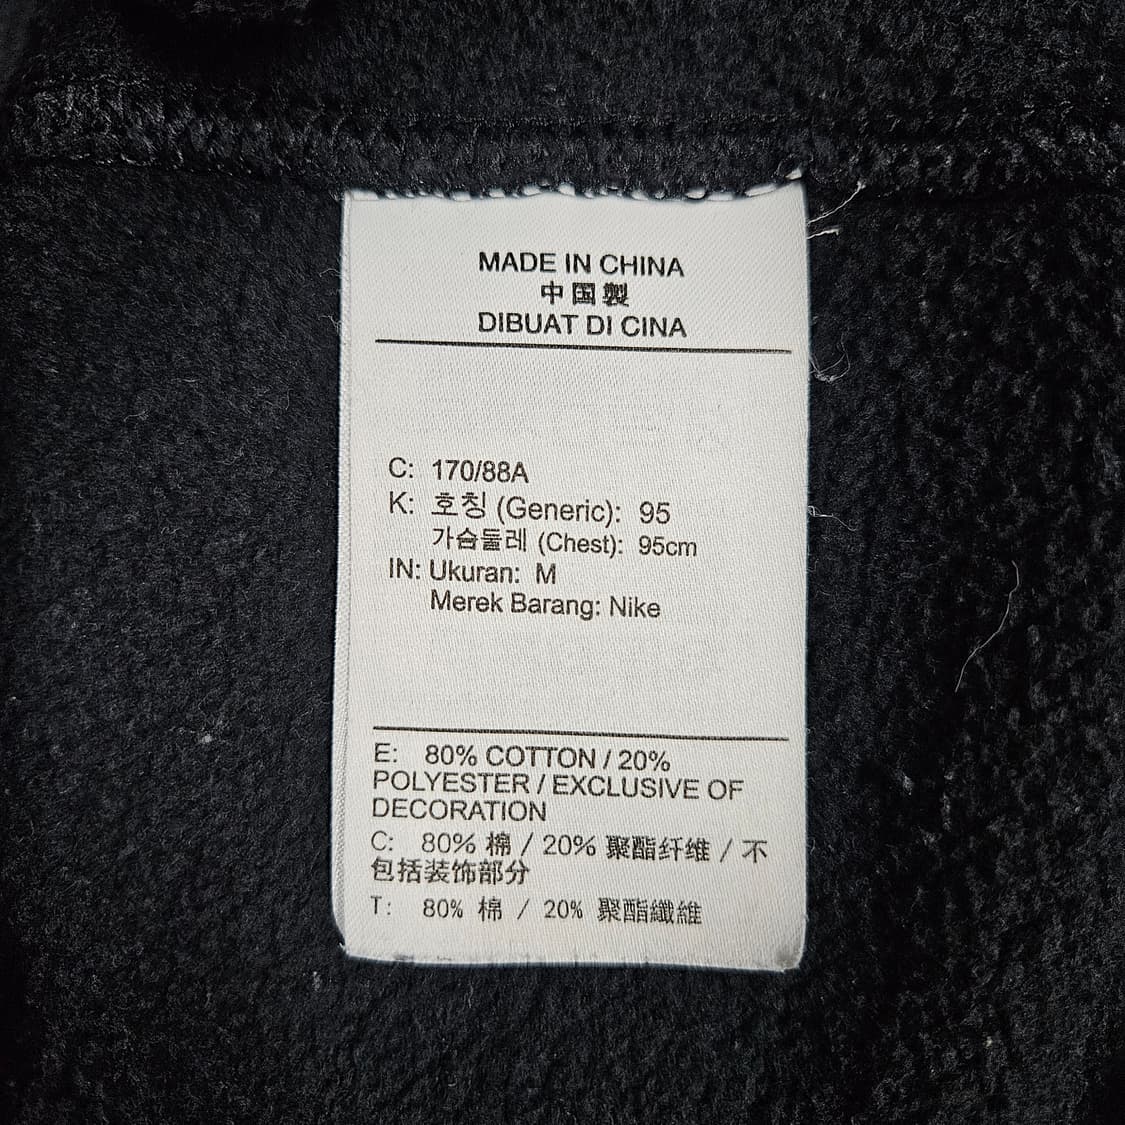 MADE IN CHINA
中国製
DIBUAT DI CINA
C: 170/88A
K: 호칭 (Generic): 95
가슴둘레 (Chest): 95cm
IN: Ukuran: M
Merek Barang: Nike
E: 80% COTTON / 20%
POLYESTER / EXCLUSIVE OF
DECORATION
C: 80% 棉 / 20% 聚酯纤维 / 不
包括装饰部分
T: 80% 棉 / 20% 聚酯纖維